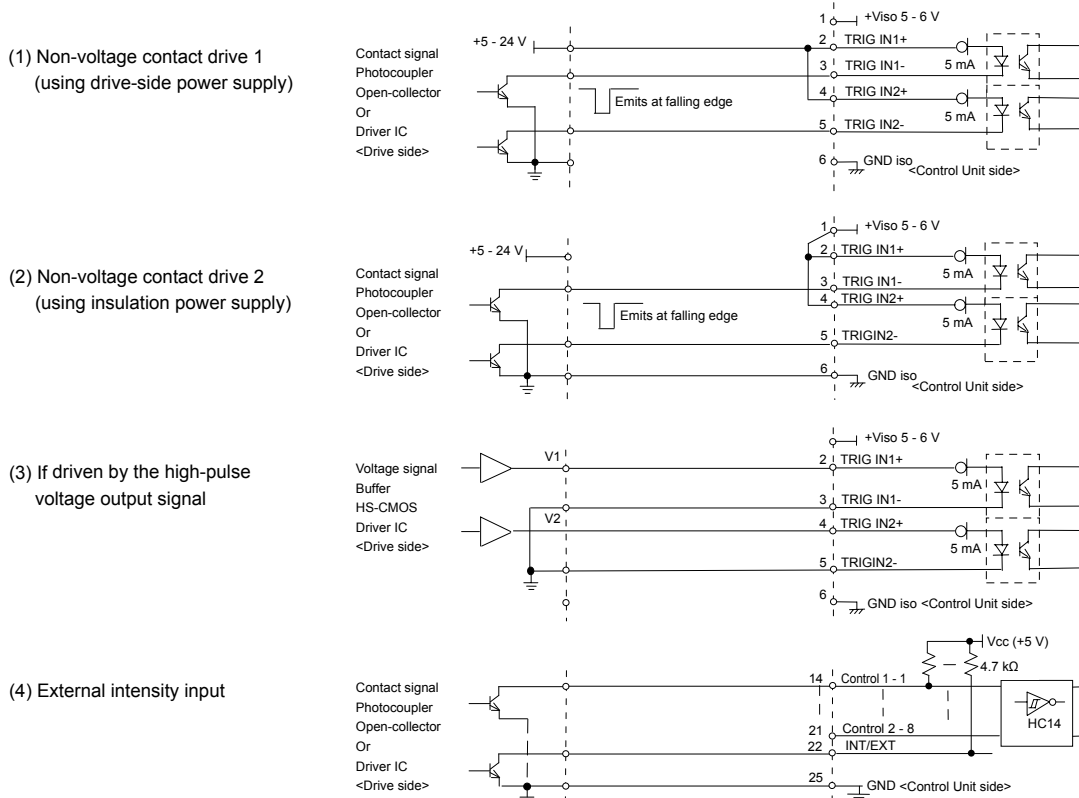 (1) Non-voltage contact drive 1
(using drive-side power supply)
Contact signal
Photocoupler
Open-collector
Or
Driver IC
<Drive side>
+5 - 24 V
Emits at falling edge
1 +Viso 5 - 6 V
2 TRIG IN1+
5 mA
3 TRIG IN1-
4 TRIG IN2+
5 mA
5 TRIG IN2-
6 GND iso
<Control Unit side>
(2) Non-voltage contact drive 2
(using insulation power supply)
Contact signal
Photocoupler
Open-collector
Or
Driver IC
<Drive side>
+5 - 24 V
Emits at falling edge
1 +Viso 5 - 6 V
2 TRIG IN1+
5 mA
3 TRIG IN1-
4 TRIG IN2+
5 mA
5 TRIGIN2-
6 GND iso
<Control Unit side>
(3) If driven by the high-pulse
voltage output signal
Voltage signal
Buffer
HS-CMOS
Driver IC
<Drive side>
V1
V2
+Viso 5 - 6 V
2 TRIG IN1+
5 mA
3 TRIG IN1-
4 TRIG IN2+
5 mA
5 TRIGIN2-
6 GND iso <Control Unit side>
(4) External intensity input
Contact signal
Photocoupler
Open-collector
Or
Driver IC
<Drive side>
Vcc (+5 V)
4.7 kΩ
14 Control 1 - 1
HC14
21 Control 2 - 8
22 INT/EXT
25 GND <Control Unit side>